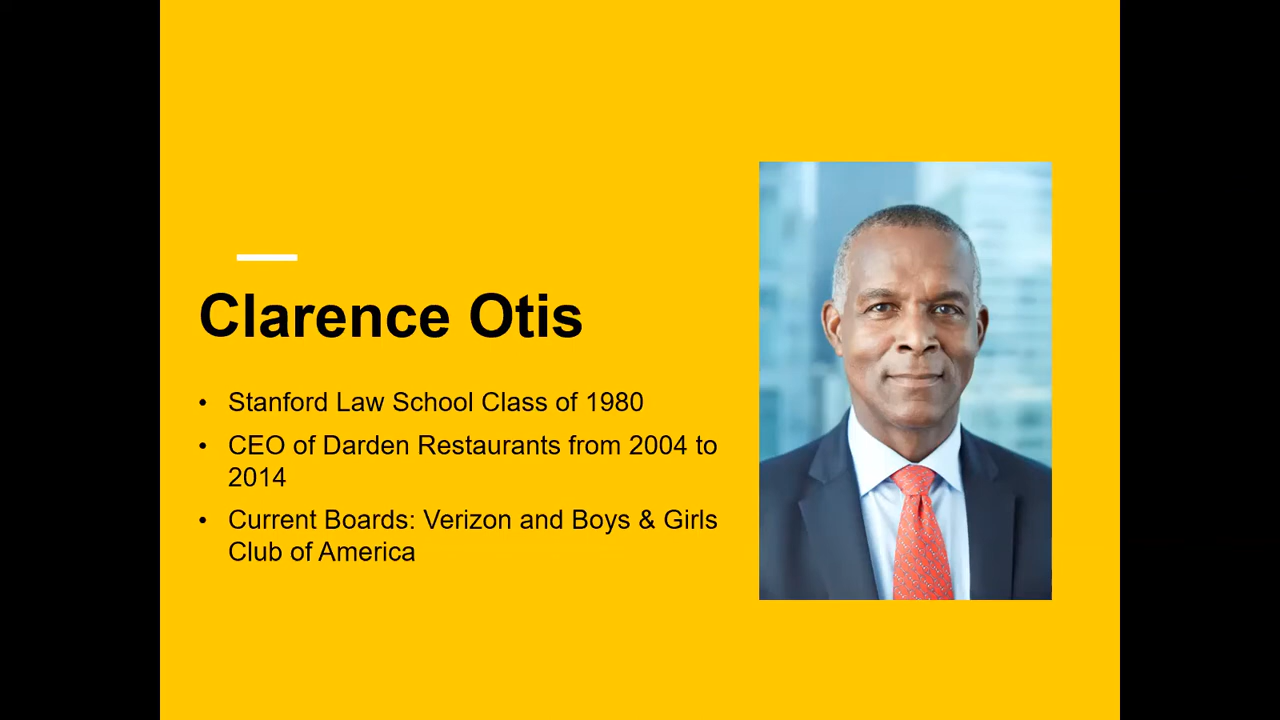 Clarence Otis
• Stanford Law School Class of 1980
• CEO of Darden Restaurants from 2004 to
2014
• Current Boards: Verizon and Boys & Girls
Club of America